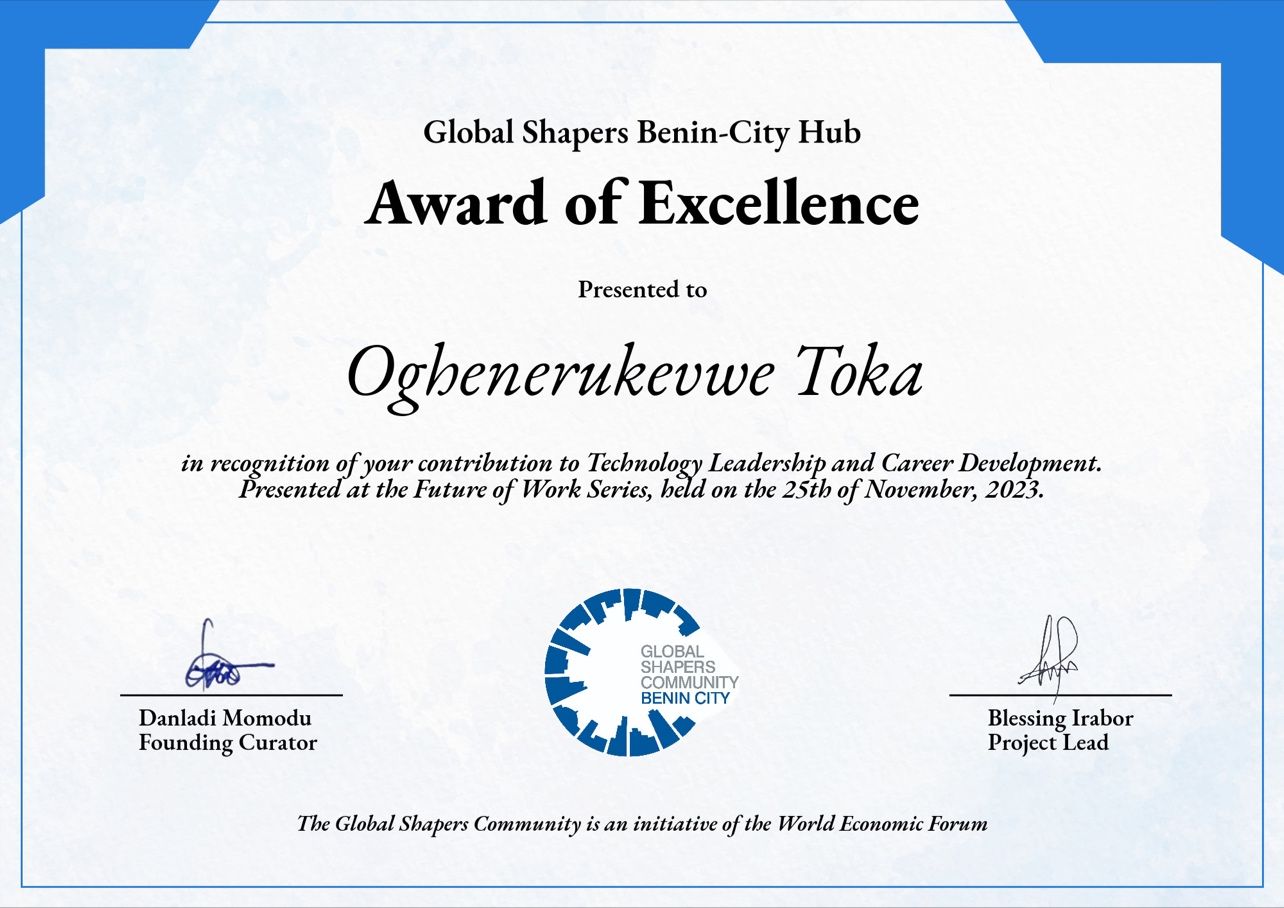 Global Shapers Benin-City Hub
Award of Excellence
Presented to
Oghenerukevwe Toka
in recognition of your contribution to Technology Leadership and Career Development.
Presented at the Future of Work Series, held on the 25th of November, 2023.
GLOBAL
SHAPERS
COMMUNITY
BENIN CITY
Danladi Momodu
Founding Curator
Blessing Irabor
Project Lead
The Global Shapers Community is an initiative of the World Economic Forum